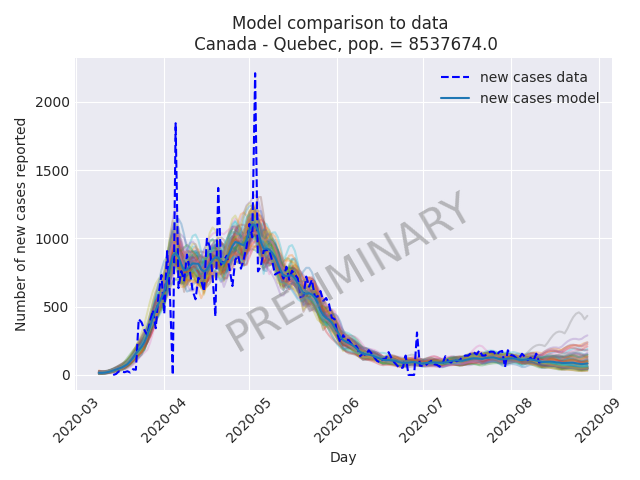 Model comparison to data
Canada - Quebec, pop. = 8537674.0
new cases data
new cases model
Number of new cases reported
2000
1500
1000
500
0
PRELIMINARY
2020-03
2020-04
2020-05
2020-06
2020-07
2020-08
2020-09
Day